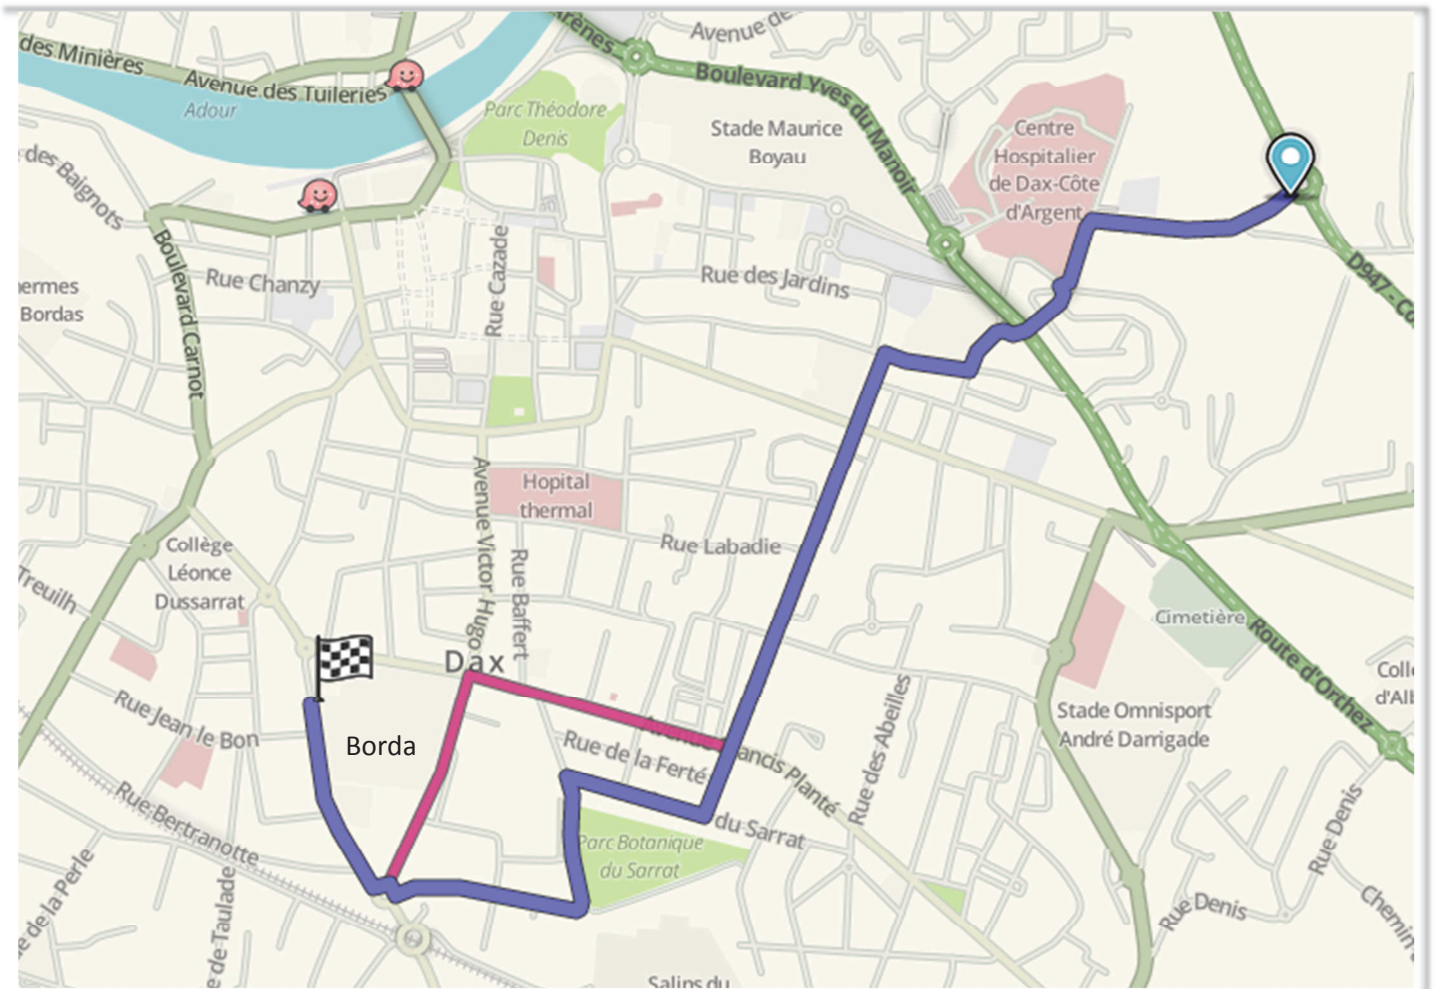 Arènes
Avenue de
des Minières
Avenue des Tuileries
Adour
Boulevard Yves du Manoir
Parc Théodore
Denis
Stade Maurice
Boyau
Centre
Hospitalier
de Dax-Côte
d'Argent
des Baignots
Boulevard Carnot
Rue Chanzy
Rue Cazade
Rue des Jardins
D947 - Co
ermes
Bordas
Hopital
thermal
Avenue Victor Hugo
Rue Baffert
Rue Labadie
Collège
Léonce
Dussarrat
Treuilh
Cimetière
Route d'Orthez
Dax
Colle
d'Alb
Rue Jean le Bon
Borda
Rue de la Ferté
ancis Planté
Rue des Abeilles
Stade Omnisport
André Darrigade
Rue Bertranotte
du Sarrat
Parc Botanique
du Sarrat
Rue Denis
Rue Denis
Chemin
e de la Perle
e de Taulade
Salins du